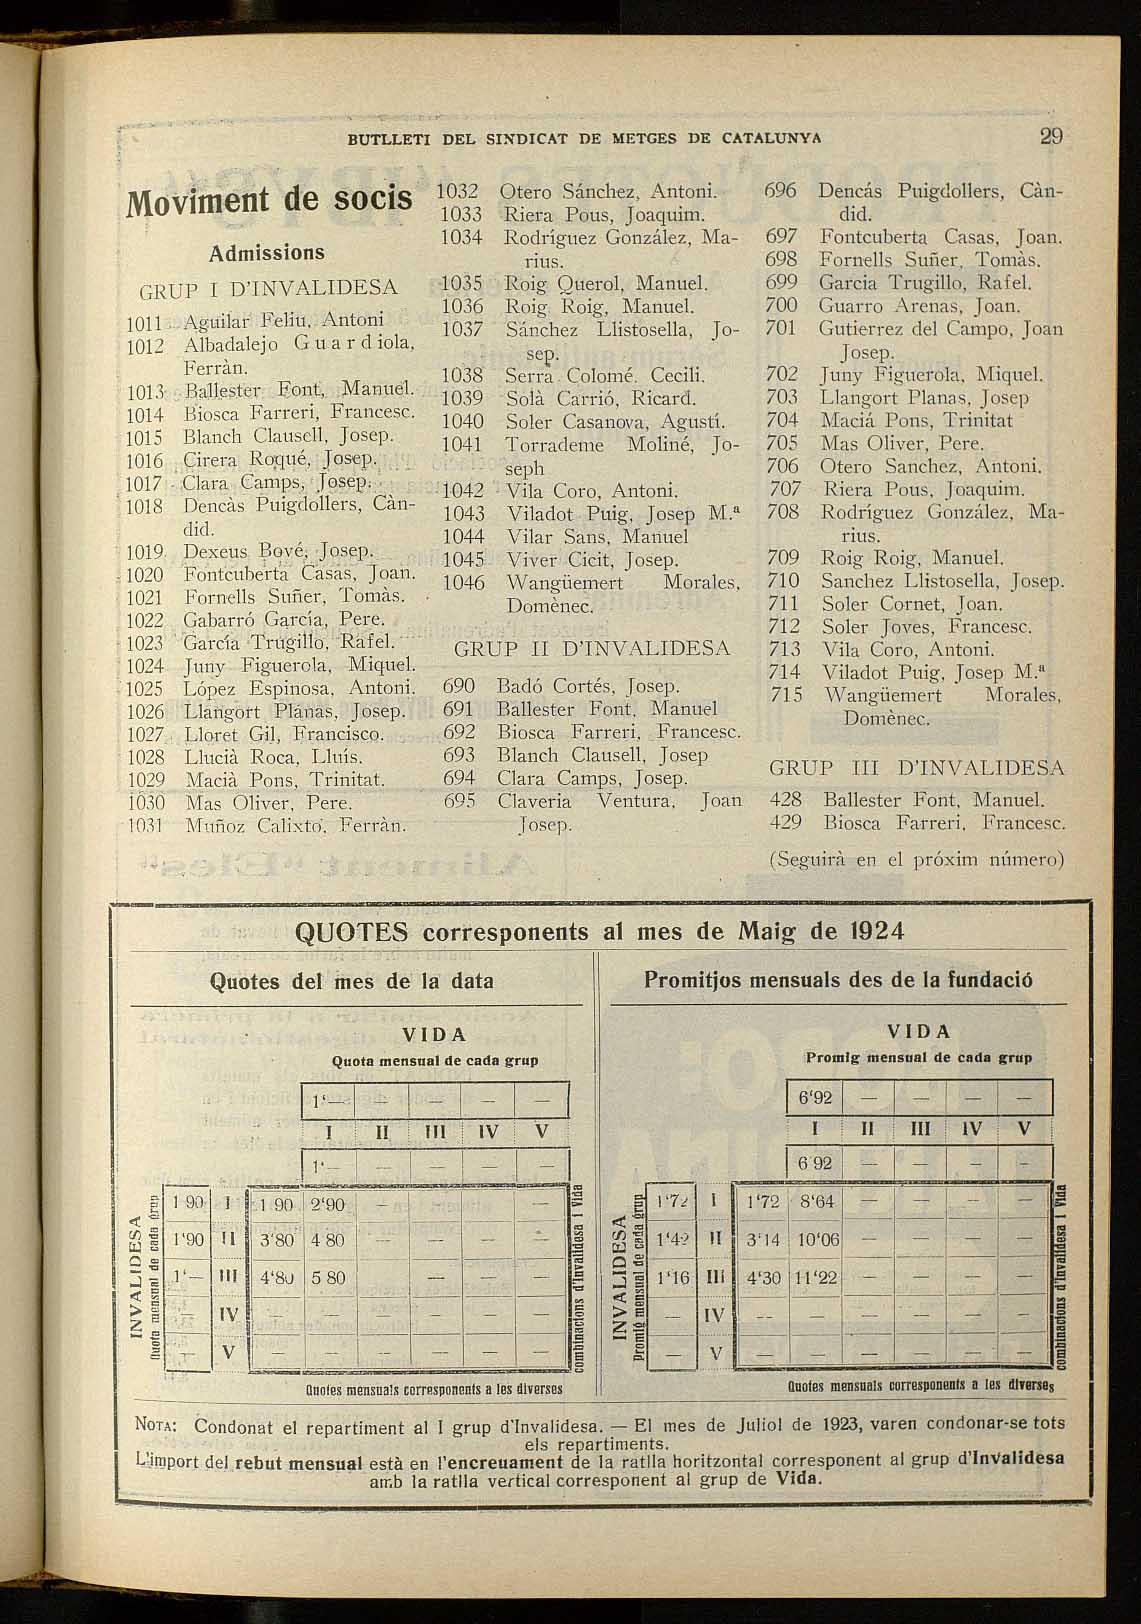 BUTLLETI DEL SINDICAT DE METGES DE CATALUNYA 29
Moviment de socis
Admissions
GRUP I D'INVALIDESA
1011 Aguilar Feliu, Antoni
1012 Albadalejo Guardiola,
Ferràn.
1013 Ballester Font, Manuel.
1014 Biosca Farreri, Francesc.
1015 Blanch Clausell, Josep.
1016 Cirera Roqué, Josep.
1017 Clara Camps, Josep.
1018 Dencàs Puigdollers, Càn-
did.
1019 Dexeus Bové, Josep.
1020 Fontcuberta Casas, Joan.
1021 Fornells Suñer, Tomàs.
1022 Gabarró García, Pere.
1023 García Trugillo, Rafel.
1024 Juny Figuerola, Miquel.
1025 López Espinosa, Antoni.
1026 Llangort Planas, Josep.
1027 Lloret Gil, Francisco.
1028 Llucià Roca, Lluís.
1029 Macià Pons, Trinitat.
1030 Mas Oliver, Pere.
1031 Muñoz Calixto, Ferràn.
1032 Otero Sánchez, Antoni.
1033 Riera Pous, Joaquim.
1034 Rodríguez González, Ma-
rius.
1035 Roig Querol, Manuel.
1036 Roig Roig, Manuel.
1037 Sánchez Llistosella, Jo-
sep.
1038 Serra Colomé. Cecili.
1039 Solà Carrió, Ricard.
1040 Soler Casanova, Agustí.
1041 Torrademe Moliné, Jo-
seph
1042 Vila Coro, Antoni.
1043 Viladot Puig, Josep M.ª
1044 Vilar Sans, Manuel
1045 Viver Cicit, Josep.
1046 Wangüemert Morales,
Domènec.
GRUP II D'INVALIDESA
690 Badó Cortés, Josep.
691 Ballester Font, Manuel
692 Biosca Farreri, Francesc.
693 Blanch Clausell, Josep
694 Clara Camps, Josep.
695 Claveria Ventura, Joan
Josep.
696 Dencás Puigdollers, Càn-
did.
697 Fontcuberta Casas, Joan.
698 Fornells Suñer, Tomàs.
699 Garcia Trugillo, Rafel.
700 Guarro Arenas, Joan.
701 Gutierrez del Campo, Joan
Josep.
702 Juny Figuerola, Miquel.
703 Llangort Planas, Josep
704 Maciá Pons, Trinitat
705 Mas Oliver, Pere.
706 Otero Sanchez, Antoni.
707 Riera Pous, Joaquim.
708 Rodríguez González, Ma-
rius.
709 Roig Roig, Manuel.
710 Sanchez Llistosella, Josep.
711 Soler Cornet, Joan.
712 Soler Joves, Francesc.
713 Vila Coro, Antoni.
714 Viladot Puig, Josep M.ª
715 Wangüemert Morales,
Domènec.
GRUP III D'INVALIDESA
428 Ballester Font, Manuel.
429 Biosca Farreri, Francesc.
(Seguirà en el próxim número)
QUOTES corresponents al mes de Maig de 1924
Quotes del mes de la data
VIDA
Quota mensual de cada grup
1‘— — — — —
I II III IV V
1‘— — — — —
INVALIDESA
Quota mensual de cada grup
1 90 I 1 90 2‘90 — — —
1‘90 II 3‘80 4 80 — — —
1‘— III 4‘80 5 80 — — —
— IV — — — — —
— V — — — — —
combinacions d'Invalidesa i Vida
Quotes mensuals corresponents a les diverses
Promitjos mensuals des de la fundació
VIDA
Promig mensual de cada grup
6‘92 — — — —
I II III IV V
6‘92 — — — —
INVALIDESA
Promig mensual de cada grup
1‘72 I 1‘72 8‘64 — — —
1‘42 II 3‘14 10‘06 — — —
1‘16 III 4‘30 11‘22 — — —
— IV — — — — —
— V — — — — —
combinacions d'Invalidesa i Vida
Quotes mensuals corresponents a les diverses
NOTA: Condonat el repartiment al I grup d'Invalidesa. — El mes de Juliol de 1923, varen condonar-se tots
els repartiments.
L'import del rebut mensual està en l'encreuament de la ratlla horitzontal corresponent al grup d'Invalidesa
amb la ratlla vertical corresponent al grup de Vida.